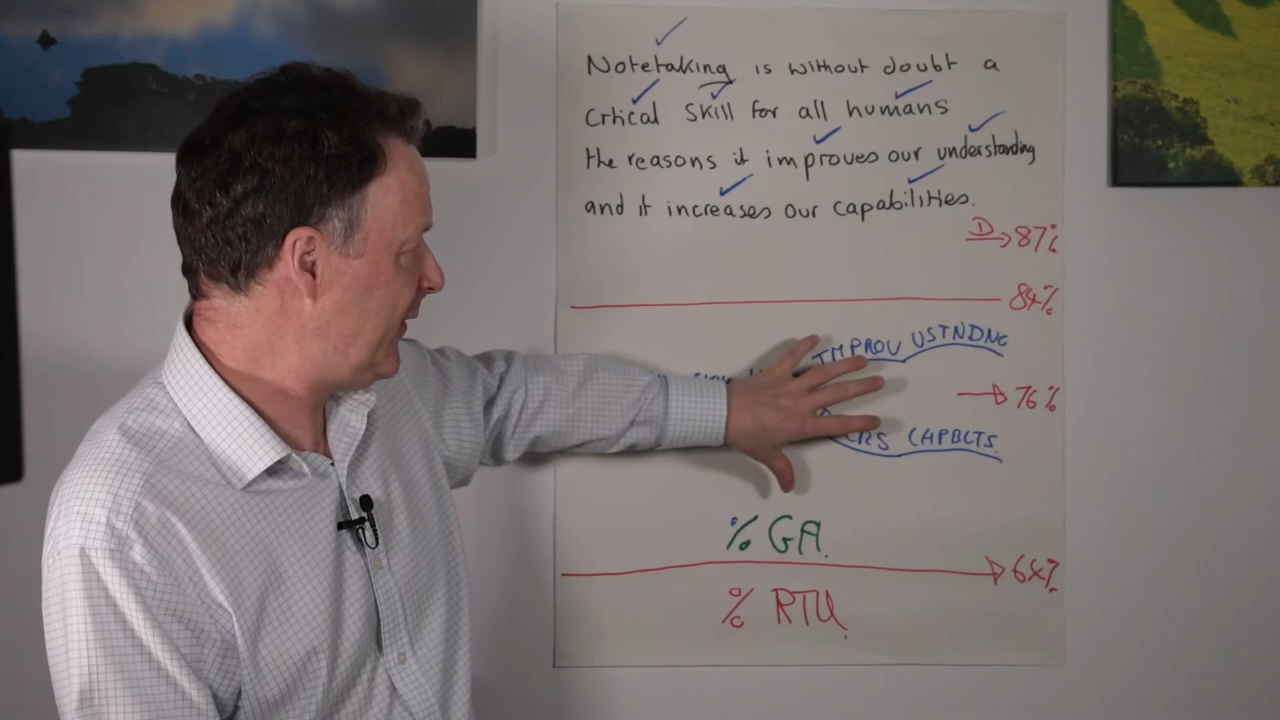 Notetaking is without doubt a
crtical skill for all humans
the reasons it improves our understanding
and it increases our capabilities.
D 87%
84%
IMPROV USTNDNG
76%
CAPBLTS.
% GA.
64%
% RTU.